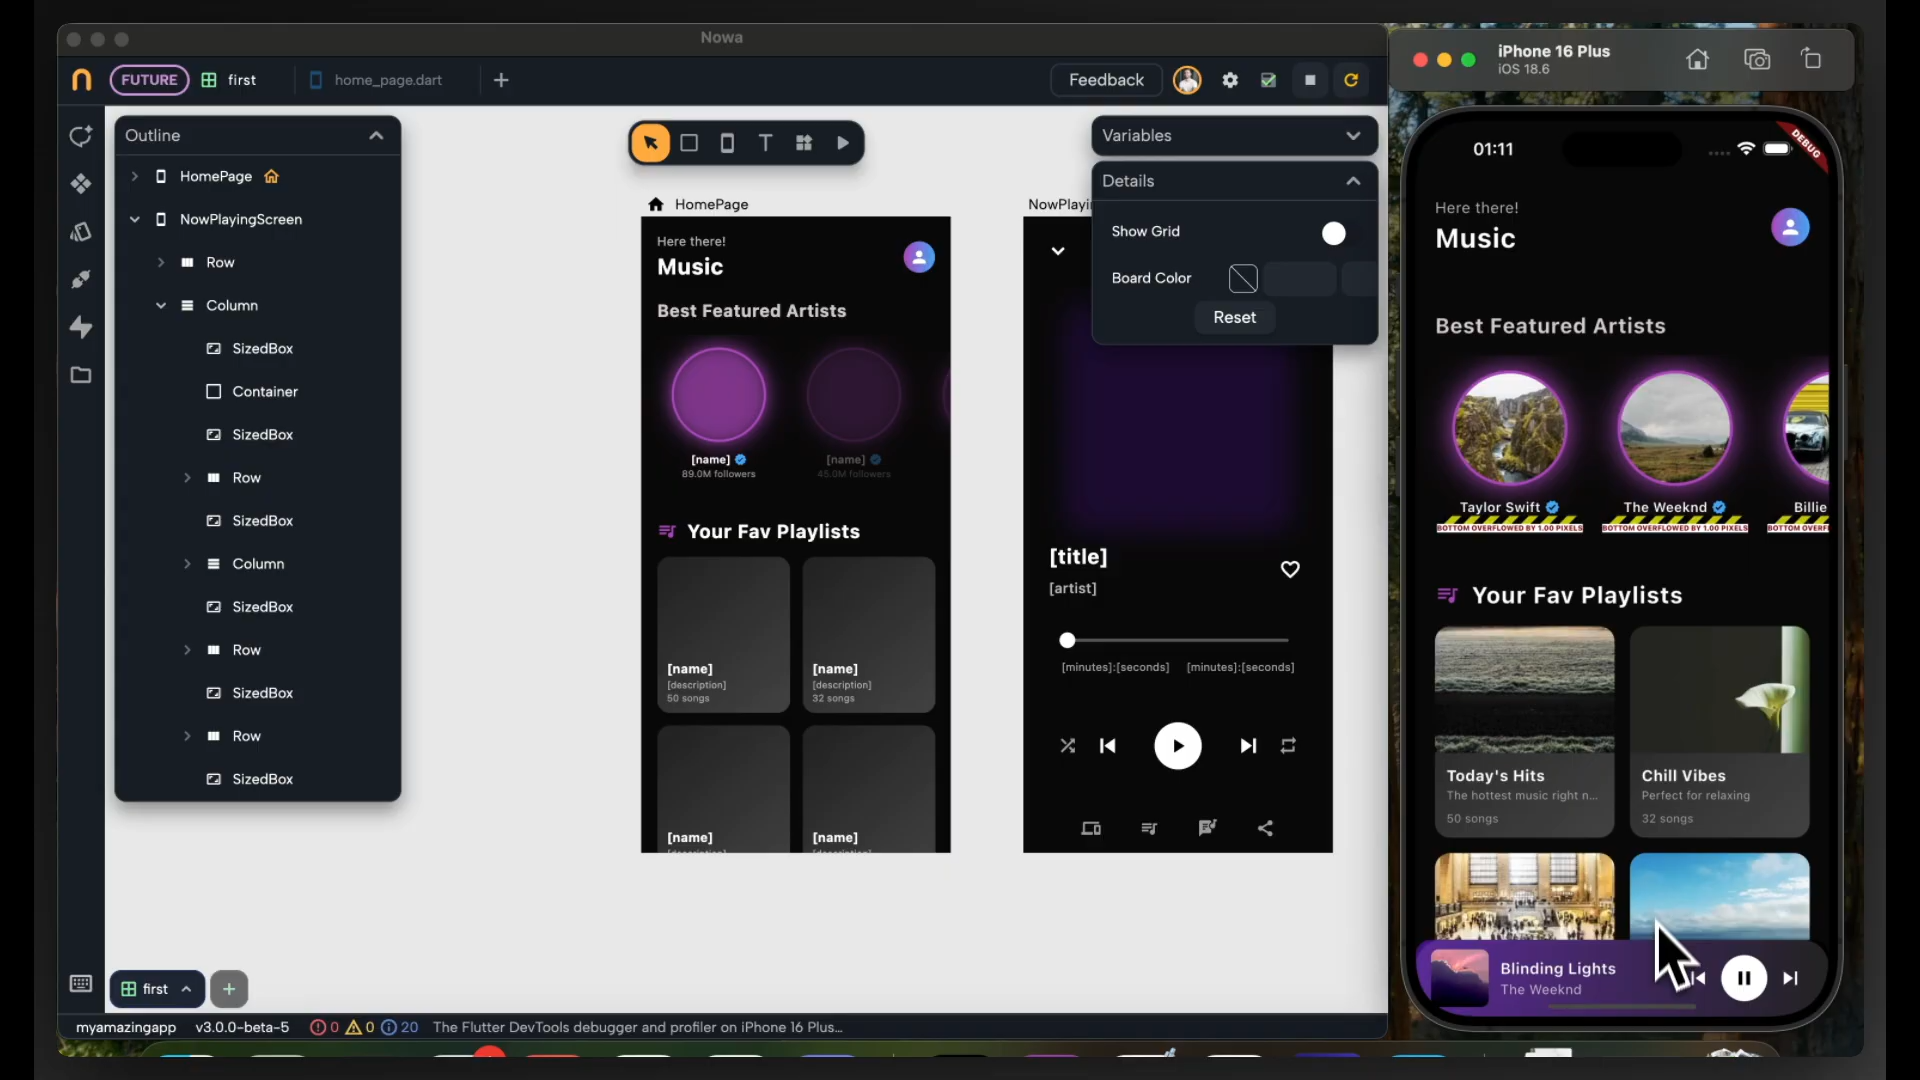 Nowa
FUTURE
first
home_page.dart
Feedback
Outline
HomePage
NowPlayingScreen
Row
Column
SizedBox
Container
SizedBox
Row
SizedBox
Column
SizedBox
Row
SizedBox
Row
SizedBox
HomePage
Here there!
Music
Best Featured Artists
[name]
89.0M followers
[name]
45.0M followers
Your Fav Playlists
[name]
[description]
50 songs
[name]
[description]
32 songs
[name]
[name]
Variables
Details
Show Grid
Board Color
Reset
[title]
[artist]
[minutes]:[seconds]
[minutes]:[seconds]
first
myamazingapp
v3.0.0-beta-5
0
0
20
The Flutter DevTools debugger and profiler on iPhone 16 Plus...
iPhone 16 Plus
iOS 18.6
01:11
DEBUG
Here there!
Music
Best Featured Artists
Taylor Swift
BOTTOM OVERFLOWED BY 1.00 PIXELS
The Weeknd
BOTTOM OVERFLOWED BY 1.00 PIXELS
Billie
Your Fav Playlists
Today's Hits
The hottest music right n...
50 songs
Chill Vibes
Perfect for relaxing
32 songs
Blinding Lights
The Weeknd